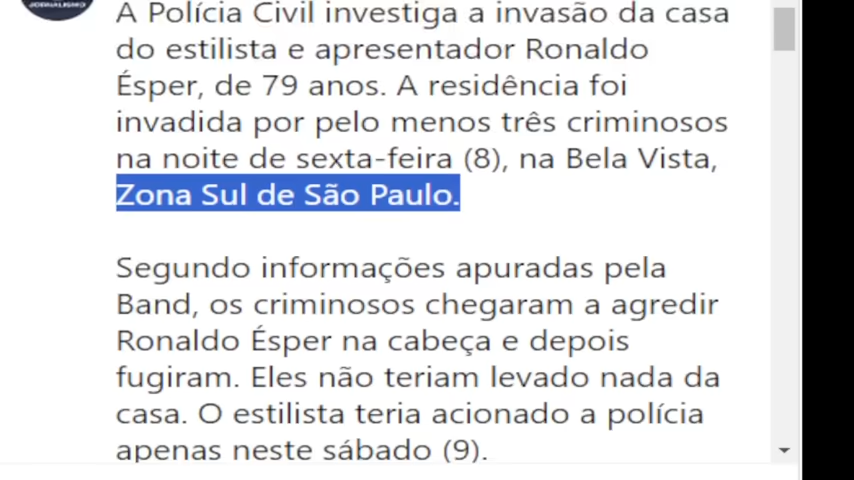 JORNALISMO
A Polícia Civil investiga a invasão da casa
do estilista e apresentador Ronaldo
Ésper, de 79 anos. A residência foi
invadida por pelo menos três criminosos
na noite de sexta-feira (8), na Bela Vista,
Zona Sul de São Paulo.
Segundo informações apuradas pela
Band, os criminosos chegaram a agredir
Ronaldo Ésper na cabeça e depois
fugiram. Eles não teriam levado nada da
casa. O estilista teria acionado a polícia
apenas neste sábado (9).